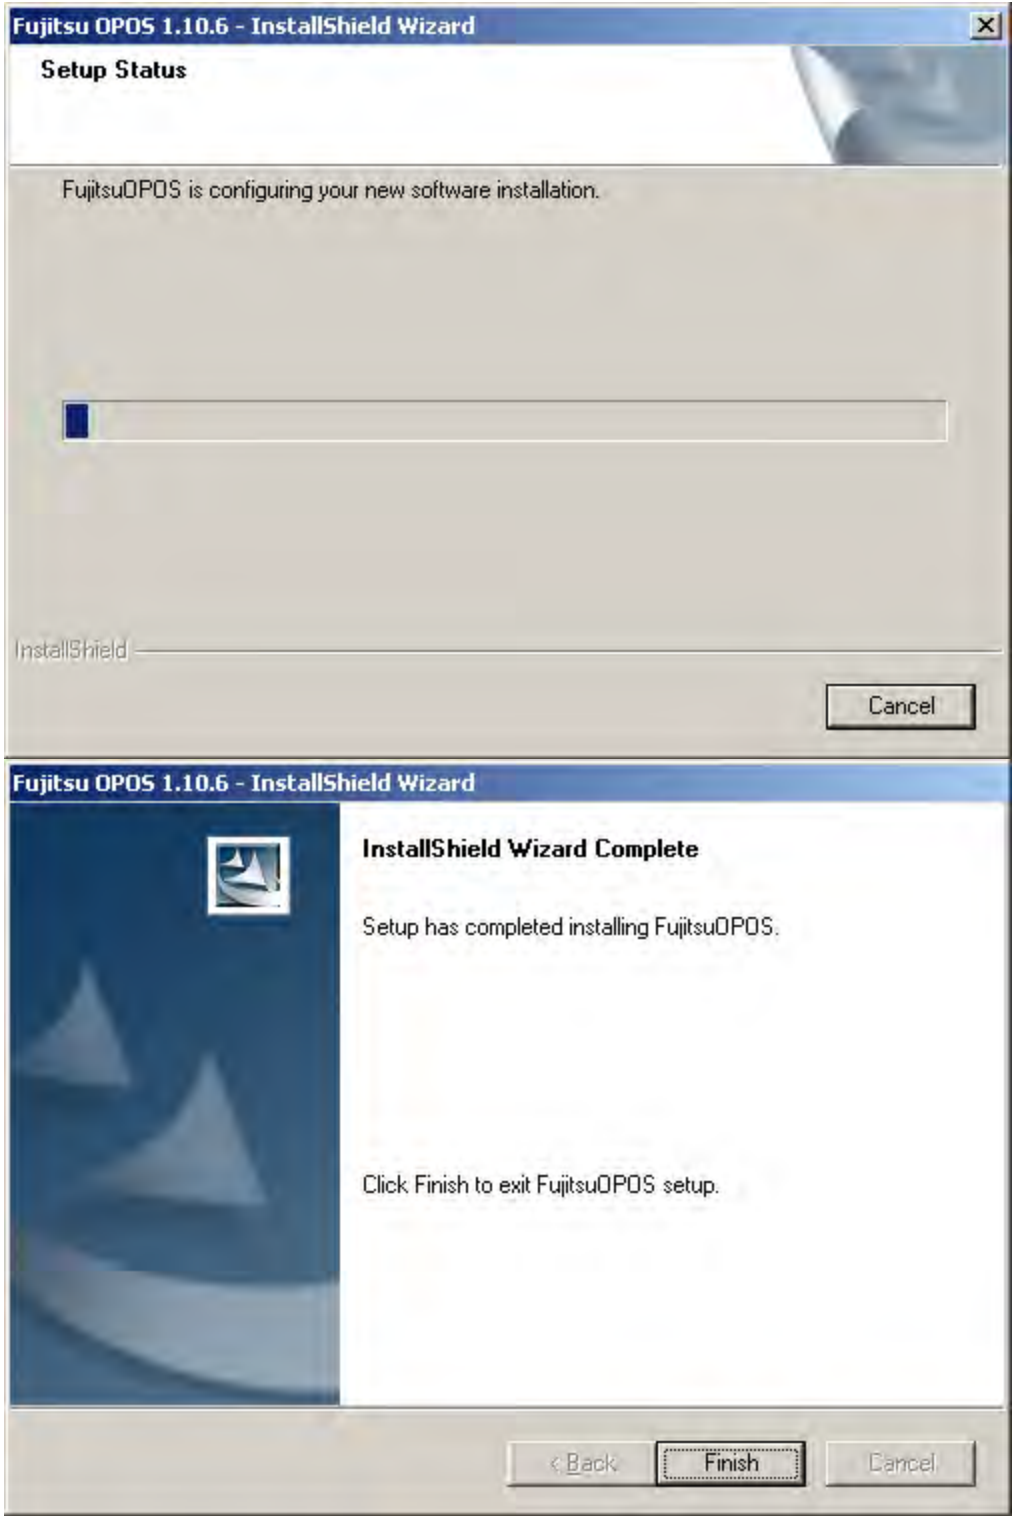 Fujitsu OPOS 1.10.6 - InstallShield Wizard
Setup Status
FujitsuOPOS is configuring your new software installation.
InstallShield
Cancel
Fujitsu OPOS 1.10.6 - InstallShield Wizard
InstallShield Wizard Complete
Setup has completed installing FujitsuOPOS.
Click Finish to exit FujitsuOPOS setup.
< Back Finish Cancel